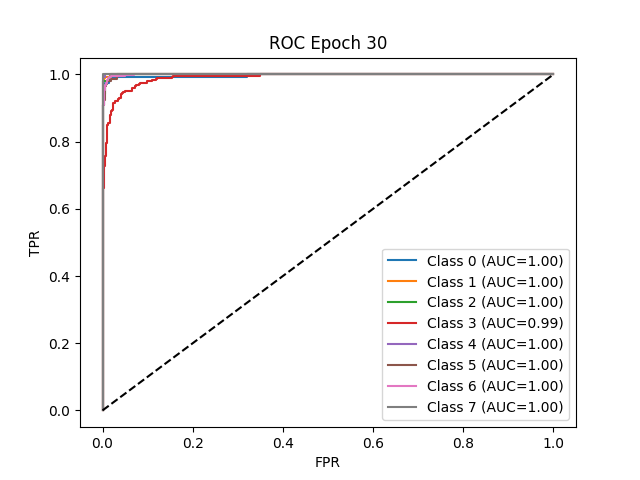 ROC Epoch 30
TPR
1.0
0.8
0.6
0.4
0.2
0.0
Class 0 (AUC=1.00)
Class 1 (AUC=1.00)
Class 2 (AUC=1.00)
Class 3 (AUC=0.99)
Class 4 (AUC=1.00)
Class 5 (AUC=1.00)
Class 6 (AUC=1.00)
Class 7 (AUC=1.00)
0.0 0.2 0.4 0.6 0.8 1.0
FPR